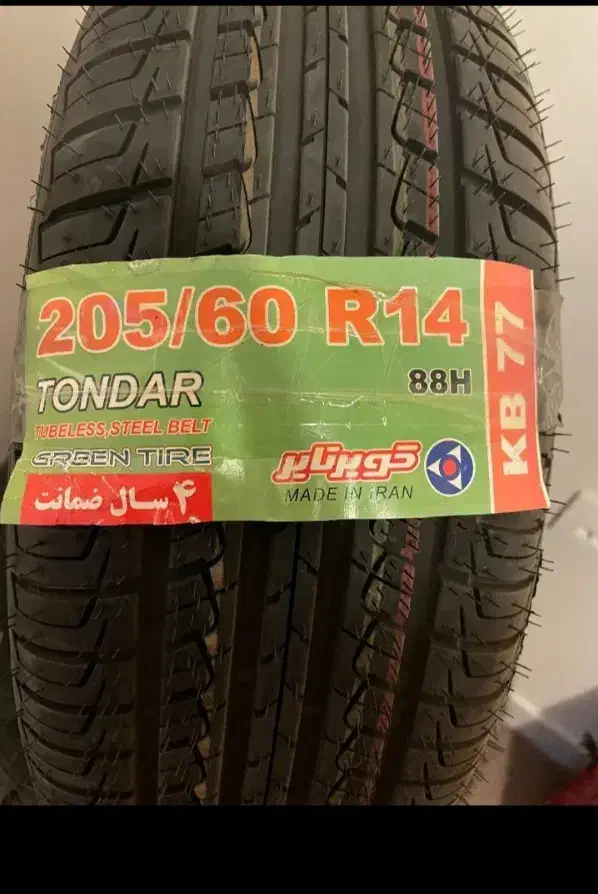 205/60 R14
88H
TONDAR
TUBELESS,STEEL BELT
GREEN TIRE
۴ سال ضمانت
کویرتایر
MADE IN IRAN
KB 77